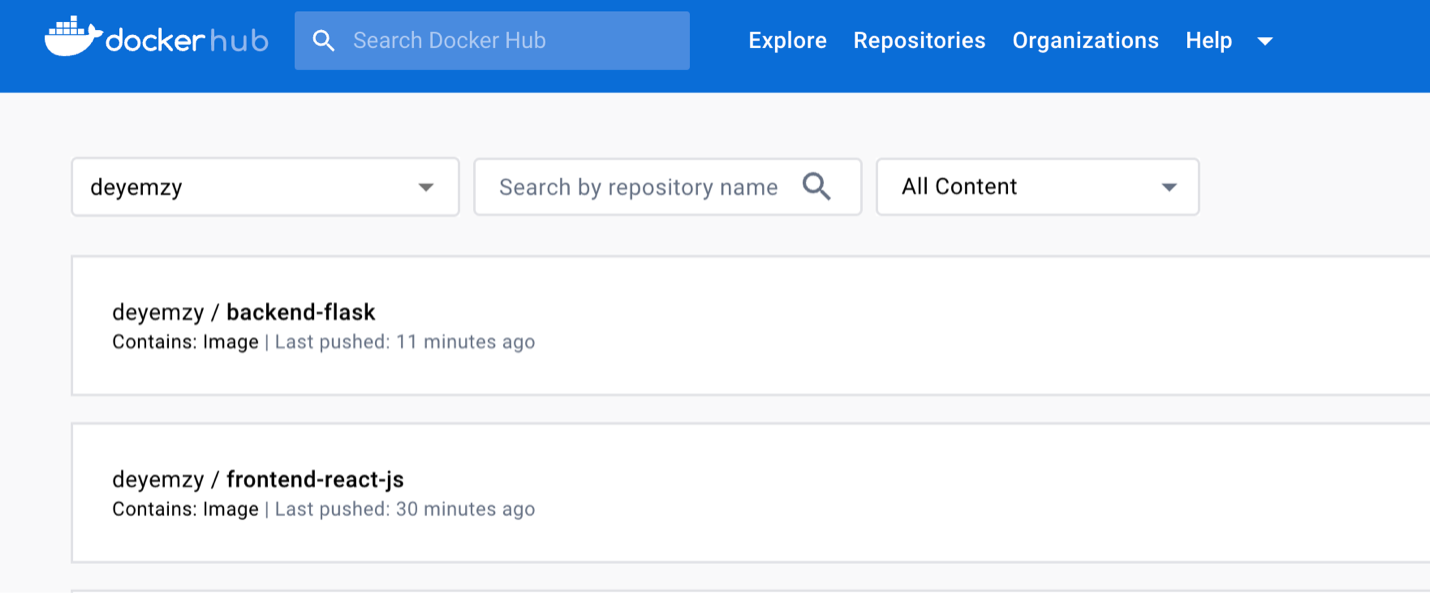 docker hub Search Docker Hub Explore Repositories Organizations Help
deyemzy Search by repository name All Content
deyemzy / backend-flask
Contains: Image | Last pushed: 11 minutes ago
deyemzy / frontend-react-js
Contains: Image | Last pushed: 30 minutes ago